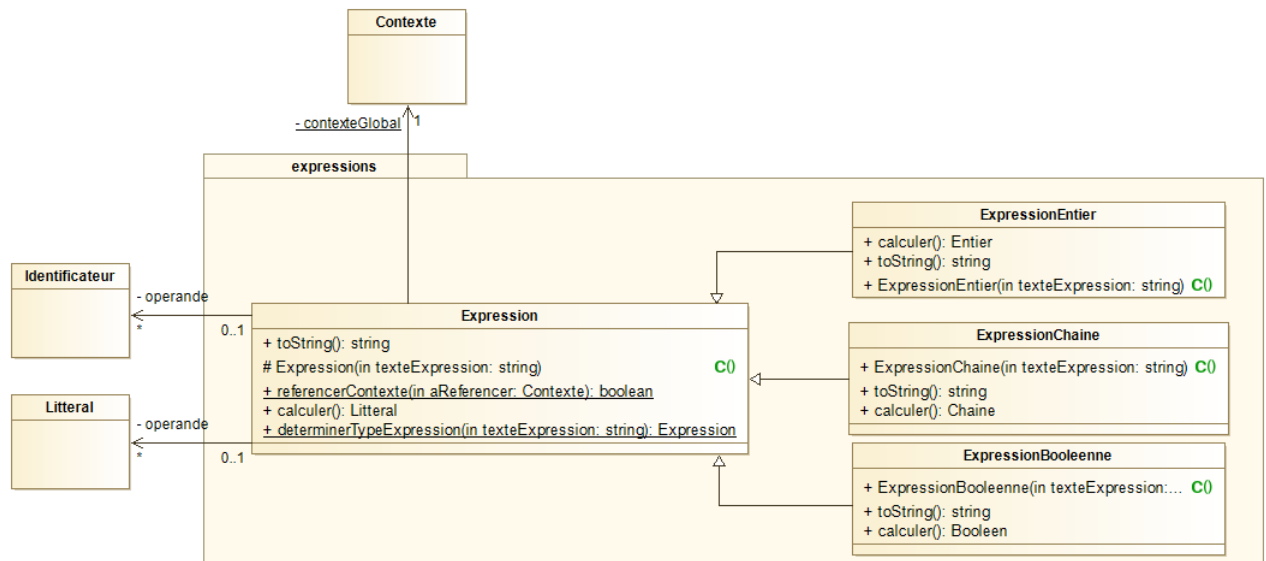 Contexte
- contexteGlobal
1
expressions
Identificateur
- operande
*
0..1
Litteral
- operande
*
0..1
Expression
+ toString(): string
# Expression(in texteExpression: string) C()
+ referencerContexte(in aReferencer: Contexte): boolean
+ calculer(): Litteral
+ determinerTypeExpression(in texteExpression: string): Expression
ExpressionEntier
+ calculer(): Entier
+ toString(): string
+ ExpressionEntier(in texteExpression: string) C()
ExpressionChaine
+ ExpressionChaine(in texteExpression: string) C()
+ toString(): string
+ calculer(): Chaine
ExpressionBooleenne
+ ExpressionBooleenne(in texteExpression:... C()
+ toString(): string
+ calculer(): Booleen